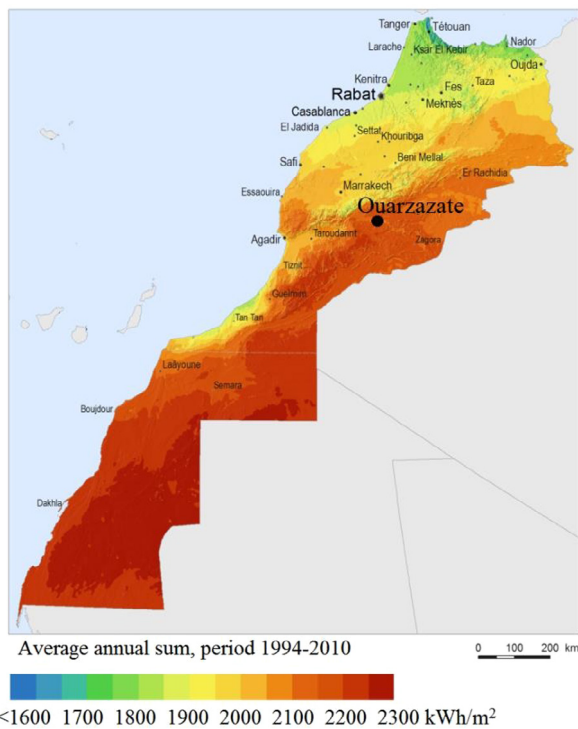 Tanger
Tétouan
Larache
Ksar El Kebir
Nador
Oujda
Kenitra
Fes
Taza
Rabat
Meknès
Casablanca
El Jadida
Settat
Khouribga
Safi
Beni Mellal
Er Rachidia
Marrakech
Essaouira
Ouarzazate
Agadir
Taroudannt
Zagora
Tiznit
Guelmim
Tan Tan
Laâyoune
Semara
Boujdour
Dakhla
Average annual sum, period 1994-2010
0 100 200 km
<1600 1700 1800 1900 2000 2100 2200 2300 kWh/m²